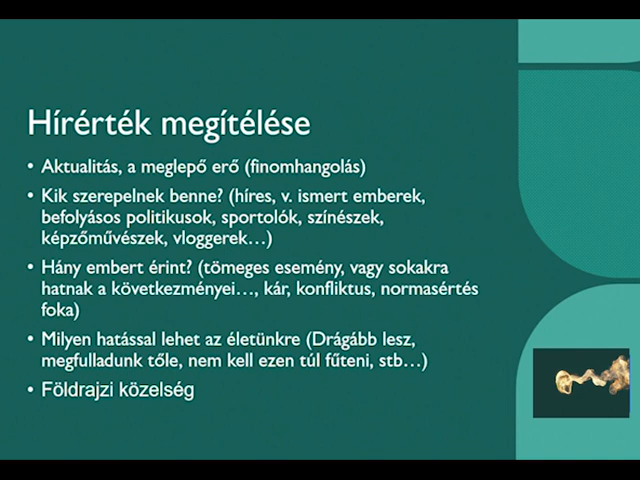 Hírérték megítélése
• Aktualitás, a meglepő erő (finomhangolás)
• Kik szerepelnek benne? (híres, v. ismert emberek,
befolyásos politikusok, sportolók, színészek,
képzőművészek, vloggerek…)
• Hány embert érint? (tömeges esemény, vagy sokakra
hatnak a következményei…, kár, konfliktus, normasértés
foka)
• Milyen hatással lehet az életünkre (Drágább lesz,
megfulladunk tőle, nem kell ezen túl fűteni, stb…)
• Földrajzi közelség